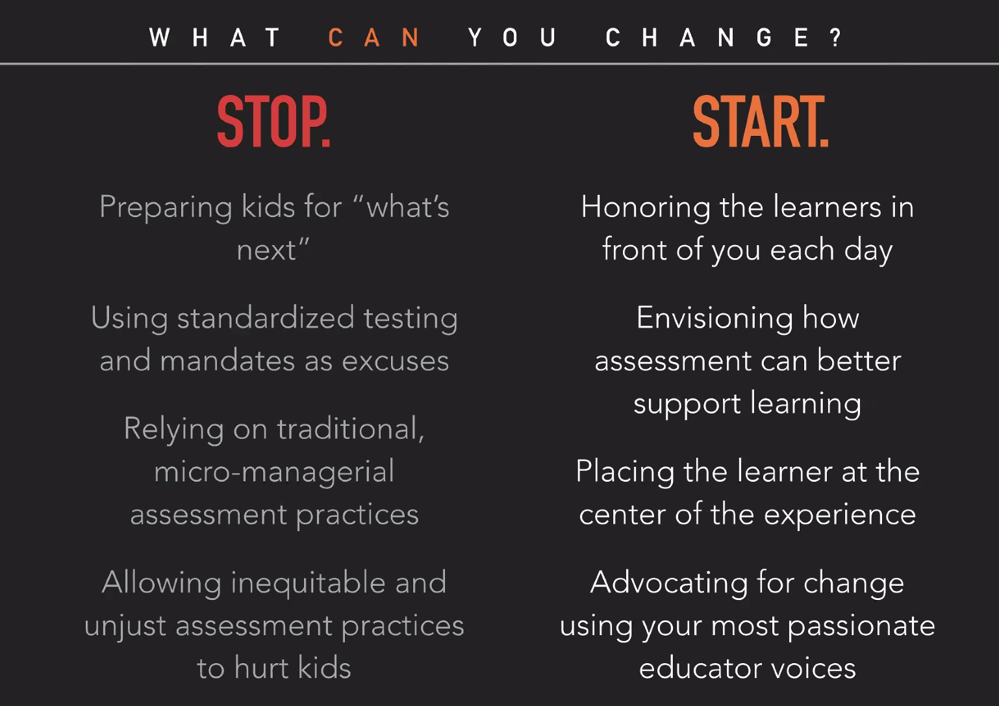 WHAT CAN YOU CHANGE?
STOP.
Preparing kids for “what’s
next“
Using standardized testing
and mandates as excuses
Relying on traditional,
micro-managerial
assessment practices
Allowing inequitable and
unjust assessment practices
to hurt kids
START.
Honoring the learners in
front of you each day
Envisioning how
assessment can better
support learning
Placing the learner at the
center of the experience
Advocating for change
using your most passionate
educator voices